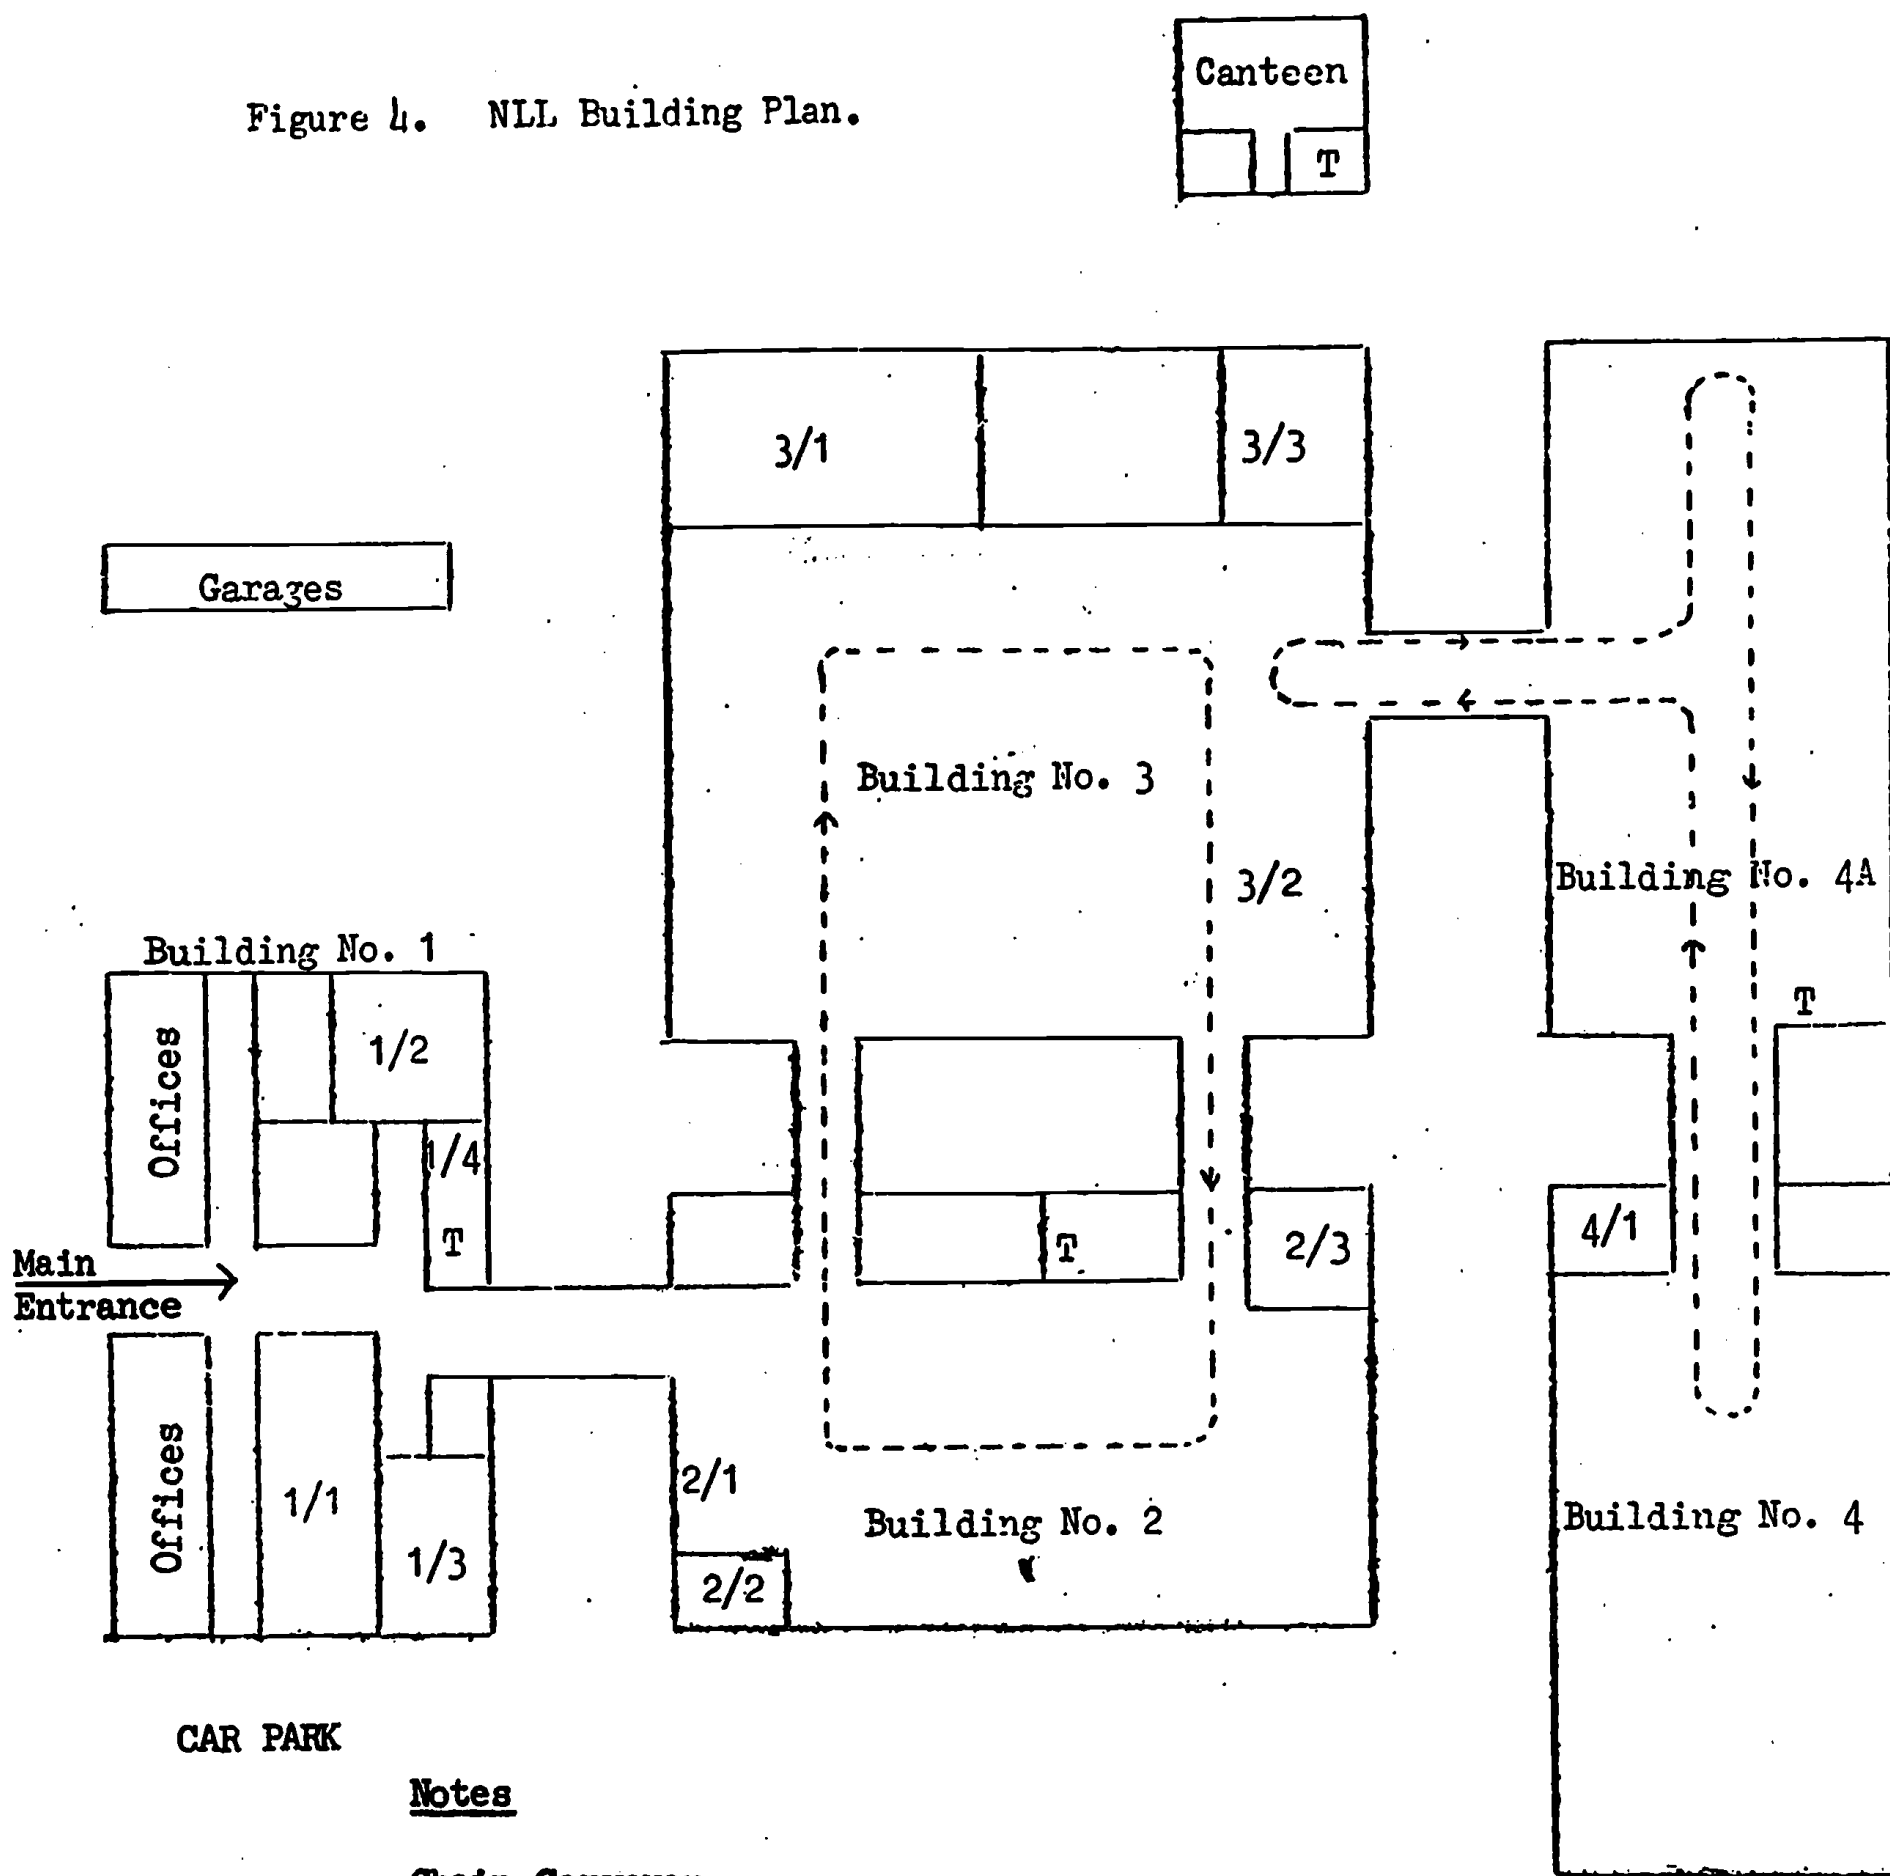 Figure 4. NLL Building Plan.
Canteen
T
3/1
3/3
Garages
Building No. 3
3/2
Building No. 4A
T
Building No. 1
Offices
1/2
1/4
T
Main
Entrance
T
2/3
4/1
Offices
1/1
1/3
2/1
2/2
Building No. 2
Building No. 4
CAR PARK
Notes